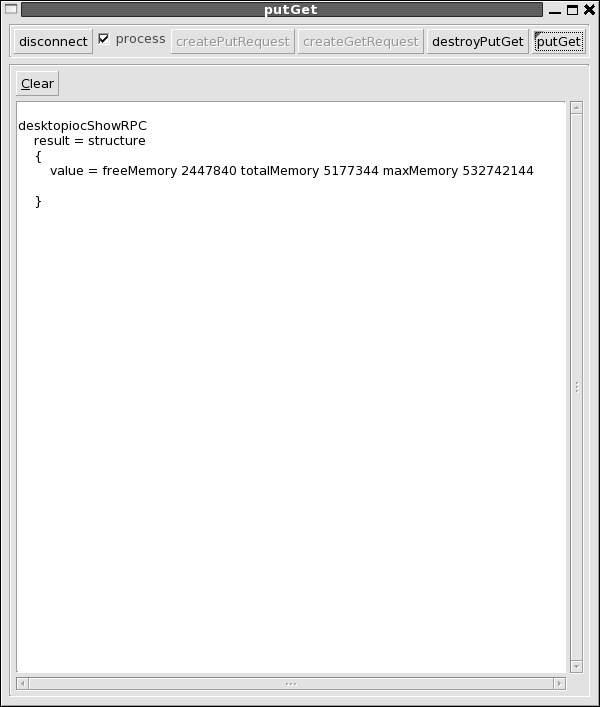 putGet
disconnect process createPutRequest createGetRequest destroyPutGet putGet
Clear
desktopiocShowRPC
result = structure
{
value = freeMemory 2447840 totalMemory 5177344 maxMemory 532742144
}